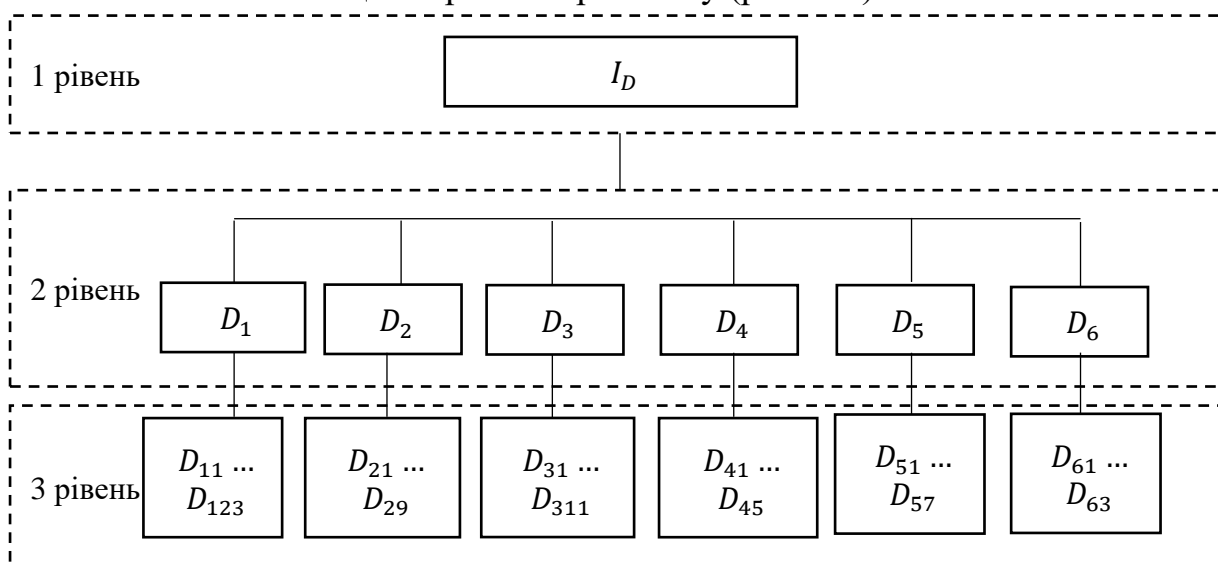 1 рівень
I_D
2 рівень
D_1 D_2 D_3 D_4 D_5 D_6
3 рівень
D_11 ... D_21 ... D_31 ... D_41 ... D_51 ... D_61 ...
D_123 D_29 D_311 D_45 D_57 D_63